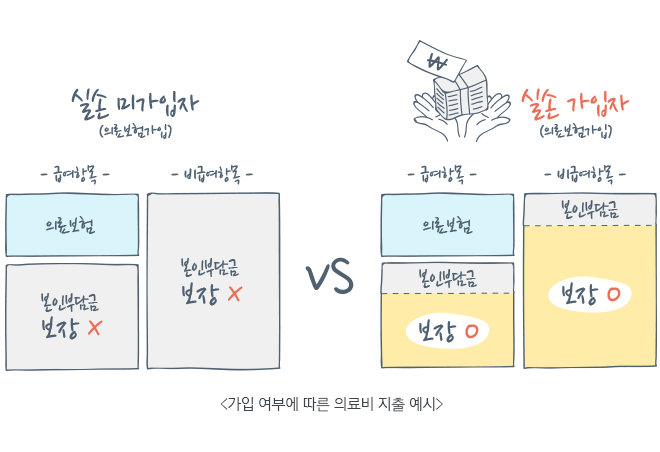 실손 미가입자
(의료보험가입)
- 급여항목 -
- 비급여항목 -
의료보험
본인부담금
보장 X
본인부담금
보장 X
VS
₩
실손 가입자
(의료보험가입)
- 급여항목 -
- 비급여항목 -
의료보험
본인부담금
보장 O
본인부담금
보장 O
<가입 여부에 따른 의료비 지출 예시>